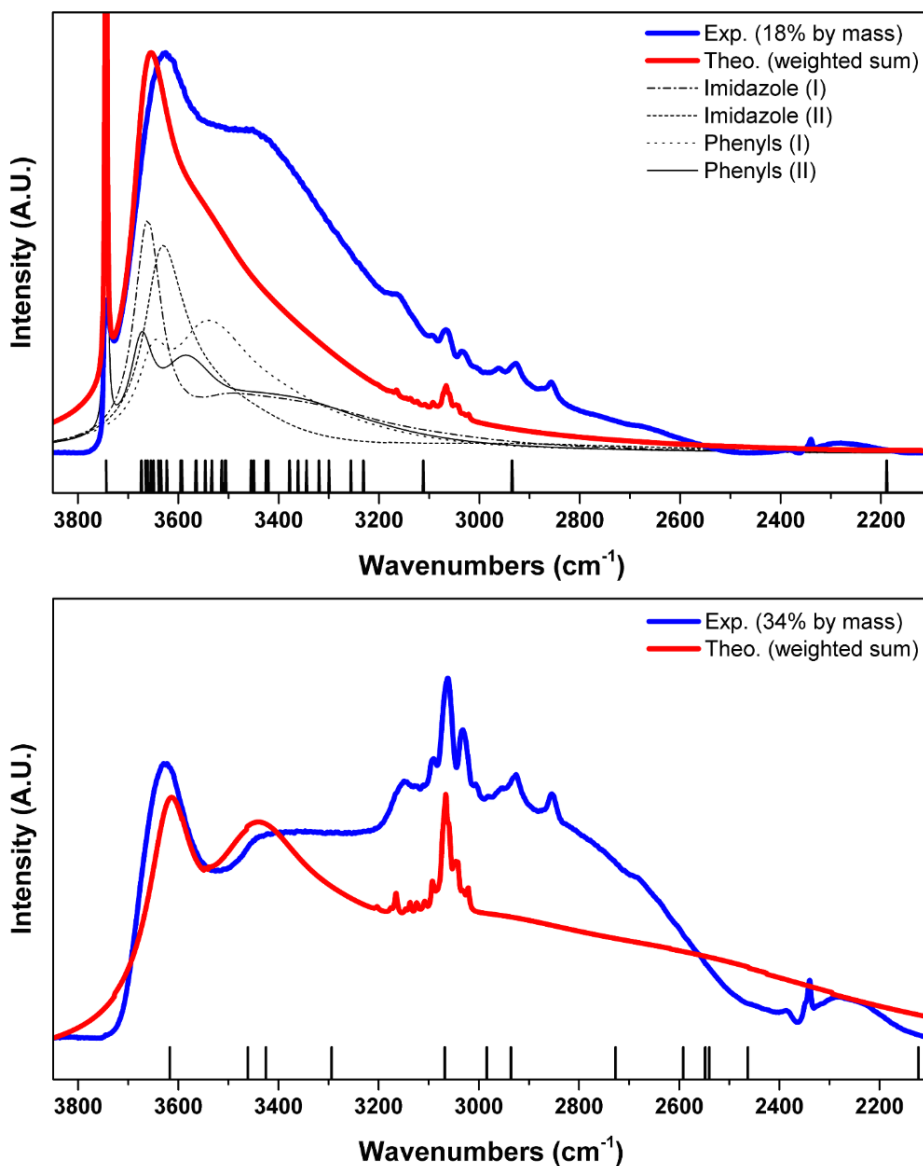 Exp. (18% by mass)
Theo. (weighted sum)
Imidazole (I)
Imidazole (II)
Phenyls (I)
Phenyls (II)
Intensity (A.U.)
3800 3600 3400 3200 3000 2800 2600 2400 2200
Wavenumbers (cm⁻¹)
Exp. (34% by mass)
Theo. (weighted sum)
Intensity (A.U.)
3800 3600 3400 3200 3000 2800 2600 2400 2200
Wavenumbers (cm⁻¹)